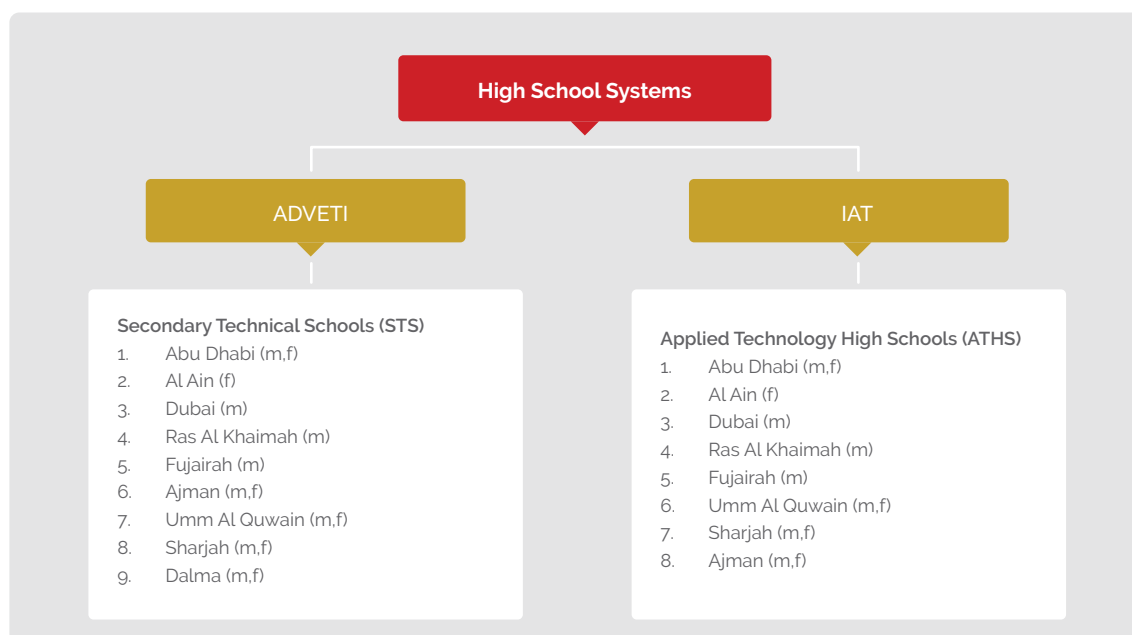 High School Systems
ADVETI
Secondary Technical Schools (STS)
1. Abu Dhabi (m,f)
2. Al Ain (f)
3. Dubai (m)
4. Ras Al Khaimah (m)
5. Fujairah (m)
6. Ajman (m,f)
7. Umm Al Quwain (m,f)
8. Sharjah (m,f)
9. Dalma (m,f)
IAT
Applied Technology High Schools (ATHS)
1. Abu Dhabi (m,f)
2. Al Ain (f)
3. Dubai (m)
4. Ras Al Khaimah (m)
5. Fujairah (m)
6. Umm Al Quwain (m,f)
7. Sharjah (m,f)
8. Ajman (m,f)